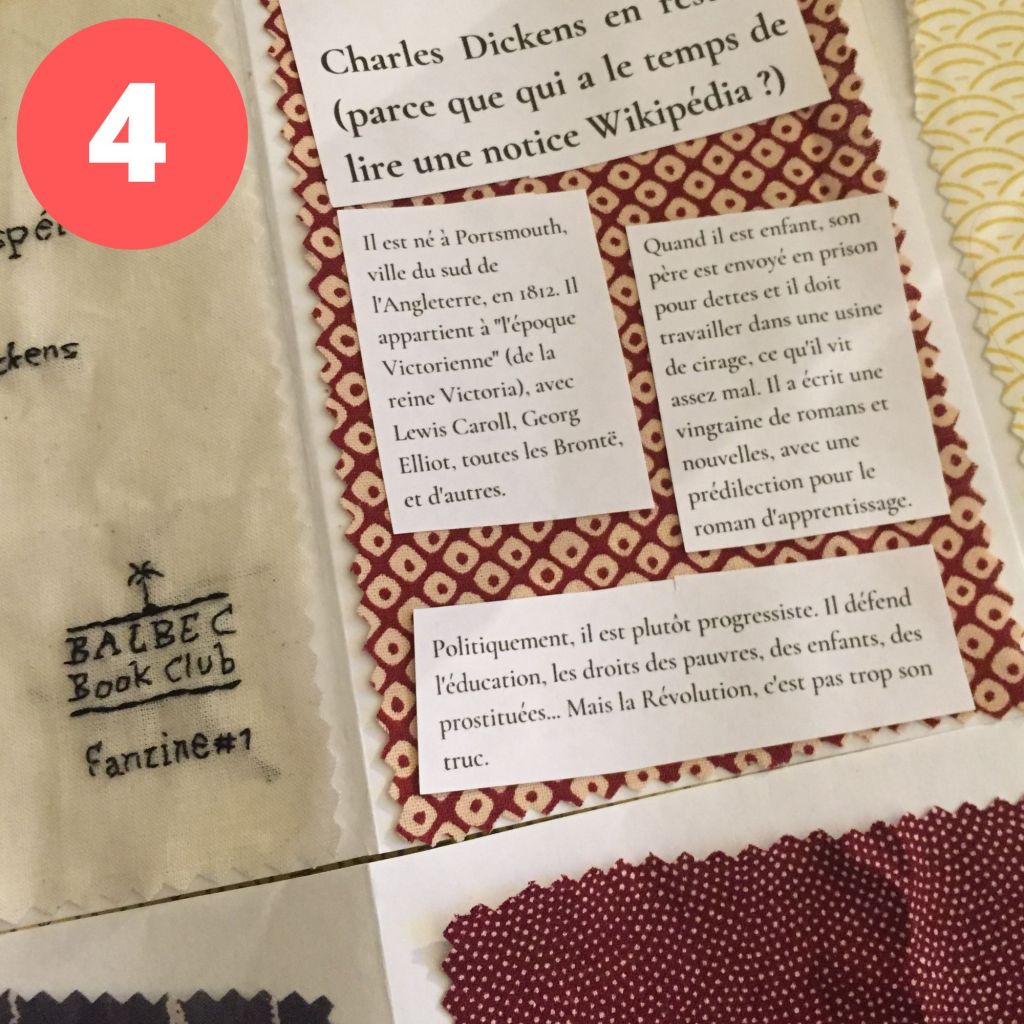 4
Charles Dickens en
(parce que qui a le temps de
lire une notice Wikipédia ?)
Il est né à Portsmouth,
ville du sud de
l'Angleterre, en 1812. Il
appartient à "l'époque
Victorienne" (de la
reine Victoria), avec
Lewis Caroll, Georg
Elliot, toutes les Brontë,
et d'autres.
Quand il est enfant, son
père est envoyé en prison
pour dettes et il doit
travailler dans une usine
de cirage, ce qu'il vit
assez mal. Il a écrit une
vingtaine de romans et
nouvelles, avec une
prédilection pour le
roman d'apprentissage.
Politiquement, il est plutôt progressiste. Il défend
l'éducation, les droits des pauvres, des enfants, des
prostituées... Mais la Révolution, c'est pas trop son
truc.
BALBEC
Book Club
fantine#1